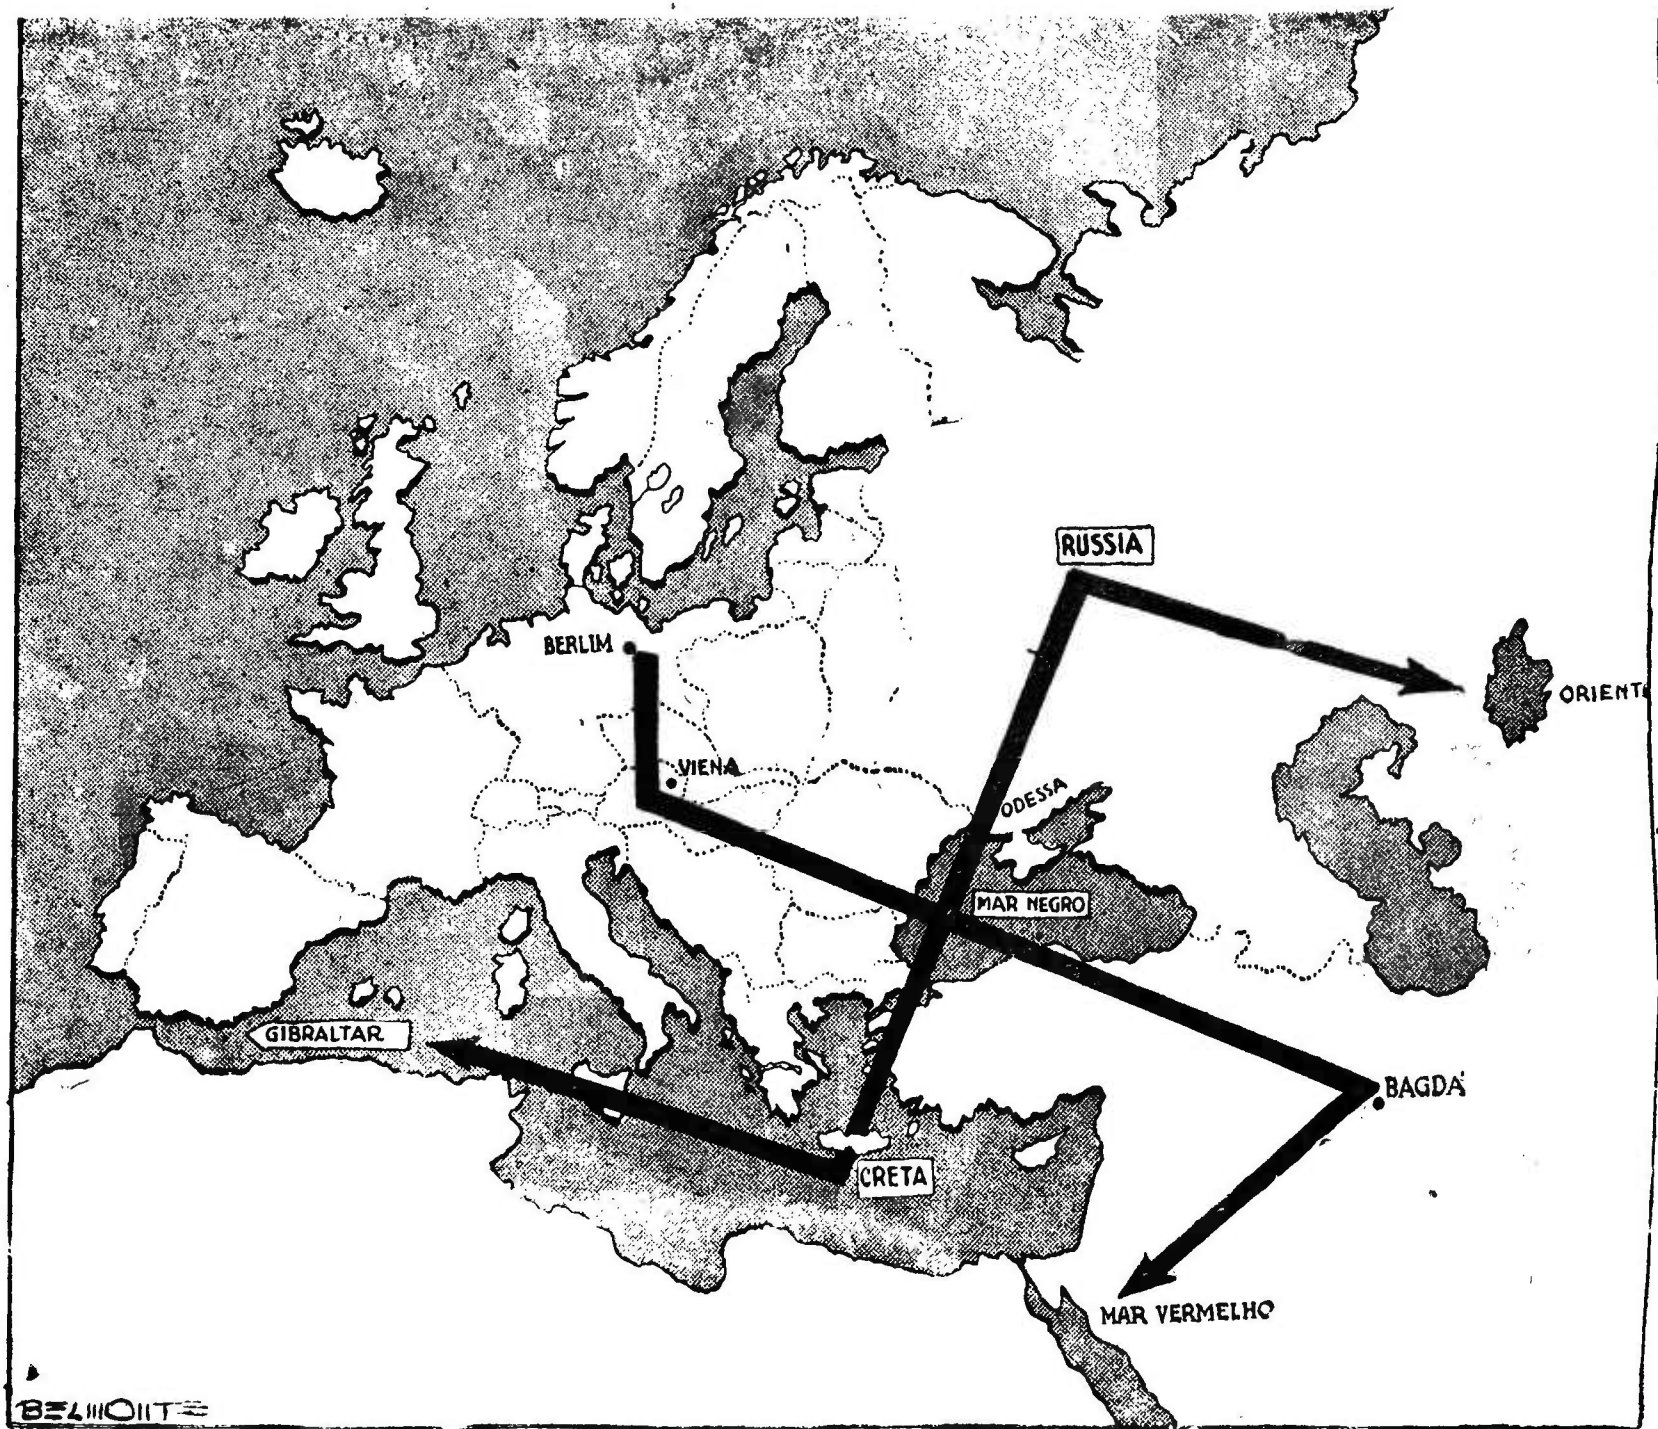 RUSSIA
BERLIM
ORIENTE
VIENA
ODESSA
MAR NEGRO
GIBRALTAR
BAGDÁ
CRETA
MAR VERMELHO
BELMONTE